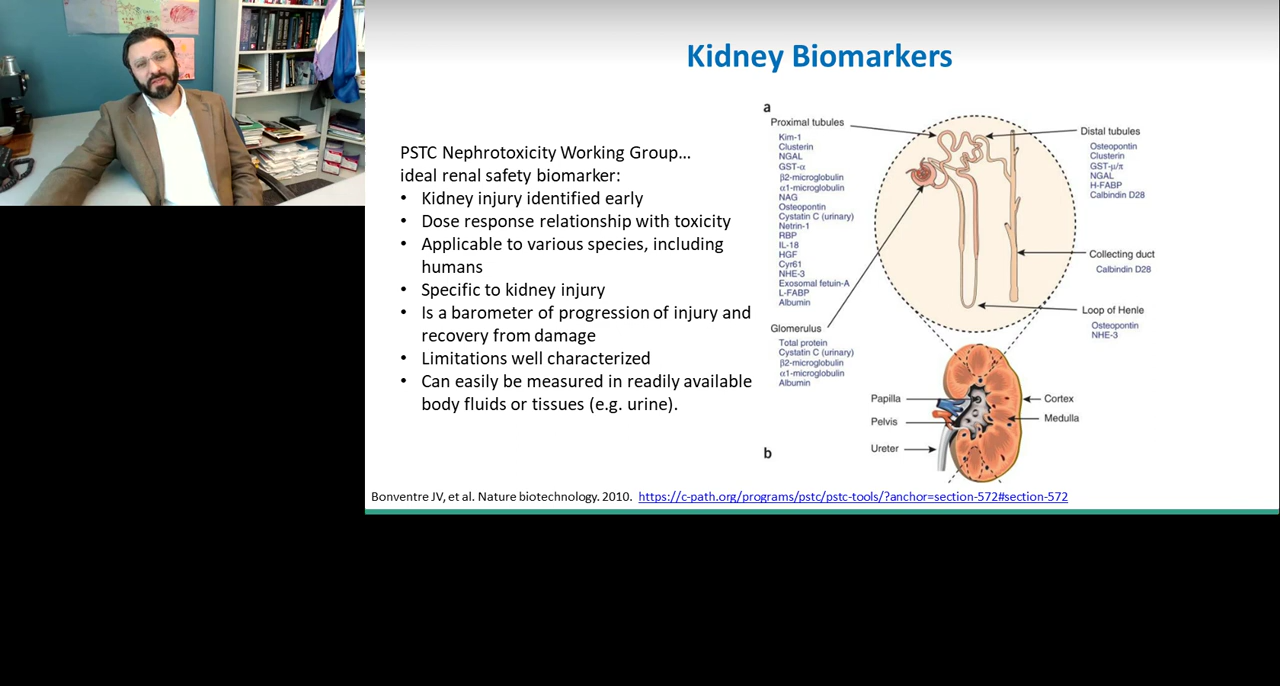 Kidney Biomarkers
PSTC Nephrotoxicity Working Group...
ideal renal safety biomarker:
• Kidney injury identified early
• Dose response relationship with toxicity
• Applicable to various species, including
humans
• Specific to kidney injury
• Is a barometer of progression of injury and
recovery from damage
• Limitations well characterized
• Can easily be measured in readily available
body fluids or tissues (e.g. urine).
a
Proximal tubules
Kim-1
Clusterin
NGAL
GST-α
β2-microglobulin
α1-microglobulin
NAG
Osteopontin
Cystatin C (urinary)
Netrin-1
RBP
IL-18
HGF
Cyr61
NHE-3
Exosomal fetuin-A
L-FABP
Albumin
Glomerulus
Total protein
Cystatin C (urinary)
β2-microglobulin
α1-microglobulin
Albumin
Distal tubules
Osteopontin
Clusterin
GST-μ/π
NGAL
H-FABP
Calbindin D28
Collecting duct
Calbindin D28
Loop of Henle
Osteopontin
NHE-3
Papilla
Pelvis
Ureter
Cortex
Medulla
b
Bonventre JV, et al. Nature biotechnology. 2010. https://c-path.org/programs/pstc/pstc-tools/?anchor=section-572#section-572